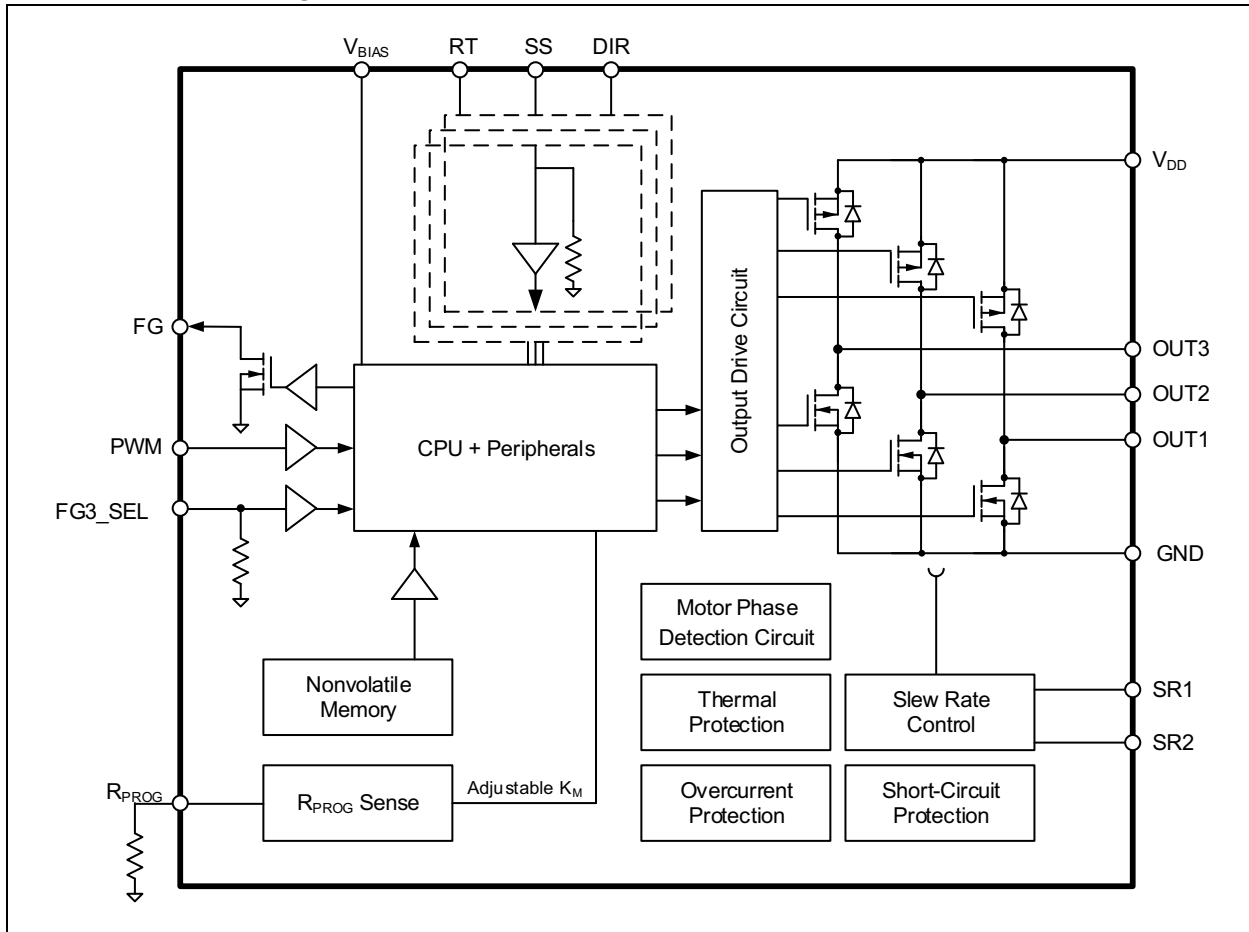 VBIAS
RT
SS
DIR
VDD
FG
OUT3
OUT2
Output Drive Circuit
PWM
CPU + Peripherals
OUT1
FG3_SEL
GND
Motor Phase
Detection Circuit
Nonvolatile
Memory
Thermal
Protection
Slew Rate
Control
SR1
SR2
RPROG
RPROG Sense
Adjustable KM
Overcurrent
Protection
Short-Circuit
Protection